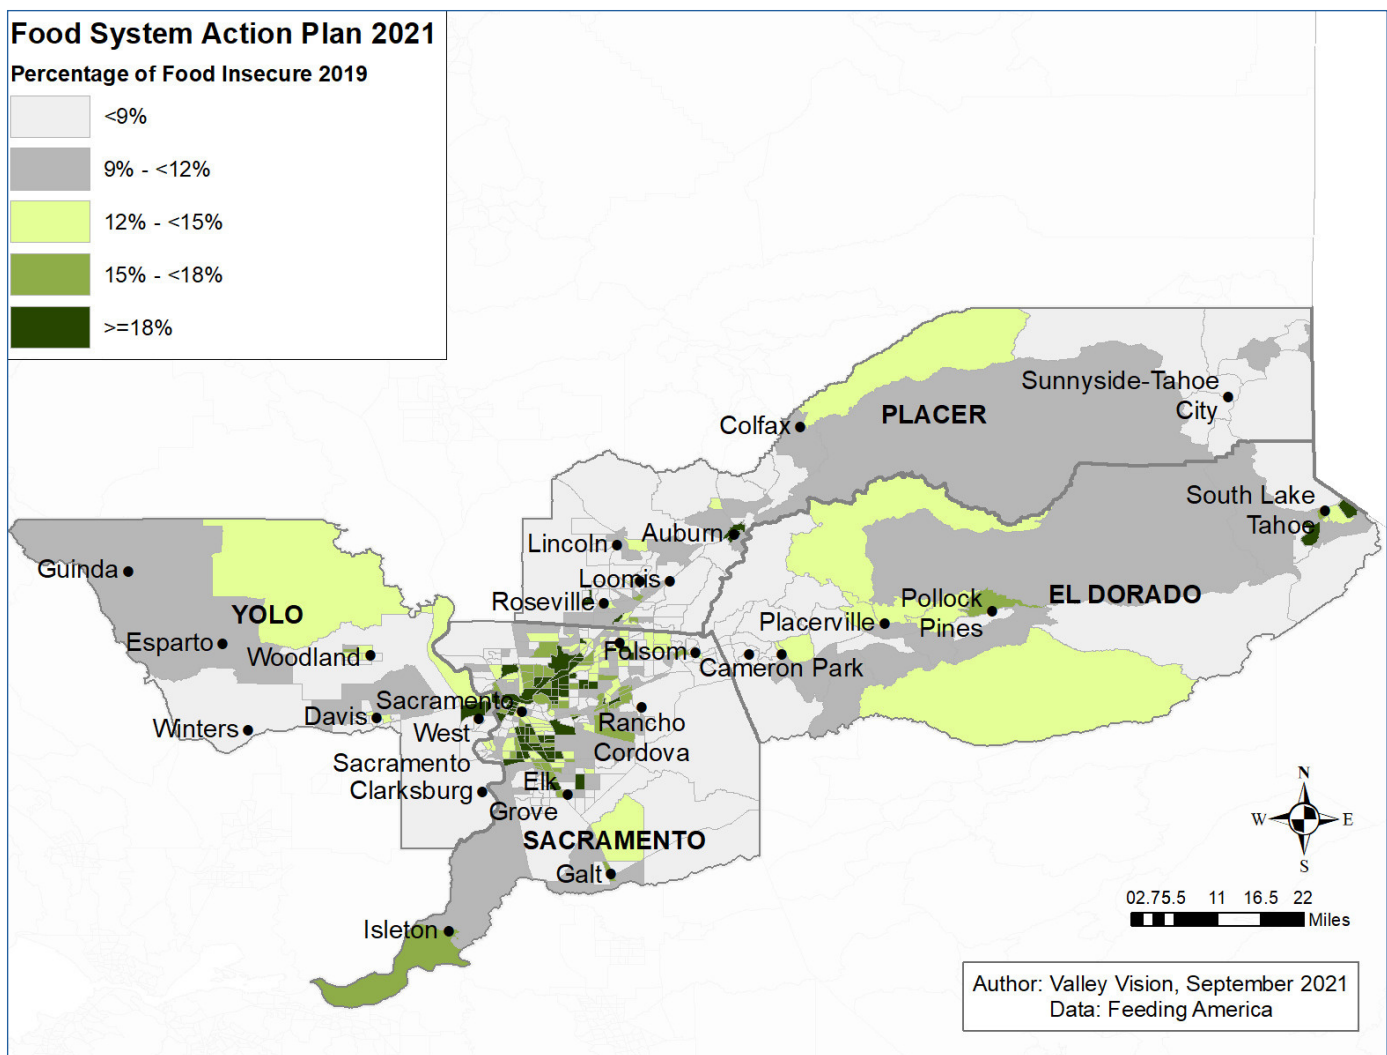 Food System Action Plan 2021
Percentage of Food Insecure 2019
<9%
9% - <12%
12% - <15%
15% - <18%
>=18%
Sunnyside-Tahoe
City
PLACER
Colfax
South Lake
Tahoe
Auburn
Lincoln
Loomis
Guinda
Roseville
YOLO
Pollock
Pines
EL DORADO
Placerville
Esparto
Woodland
Folsom
Cameron Park
Sacramento
Davis
Winters
West
Sacramento
Rancho
Cordova
Clarksburg
Elk
Grove
SACRAMENTO
Galt
Isleton
N
W
E
S
02.75 5.5 11 16.5 22
Miles
Author: Valley Vision, September 2021
Data: Feeding America